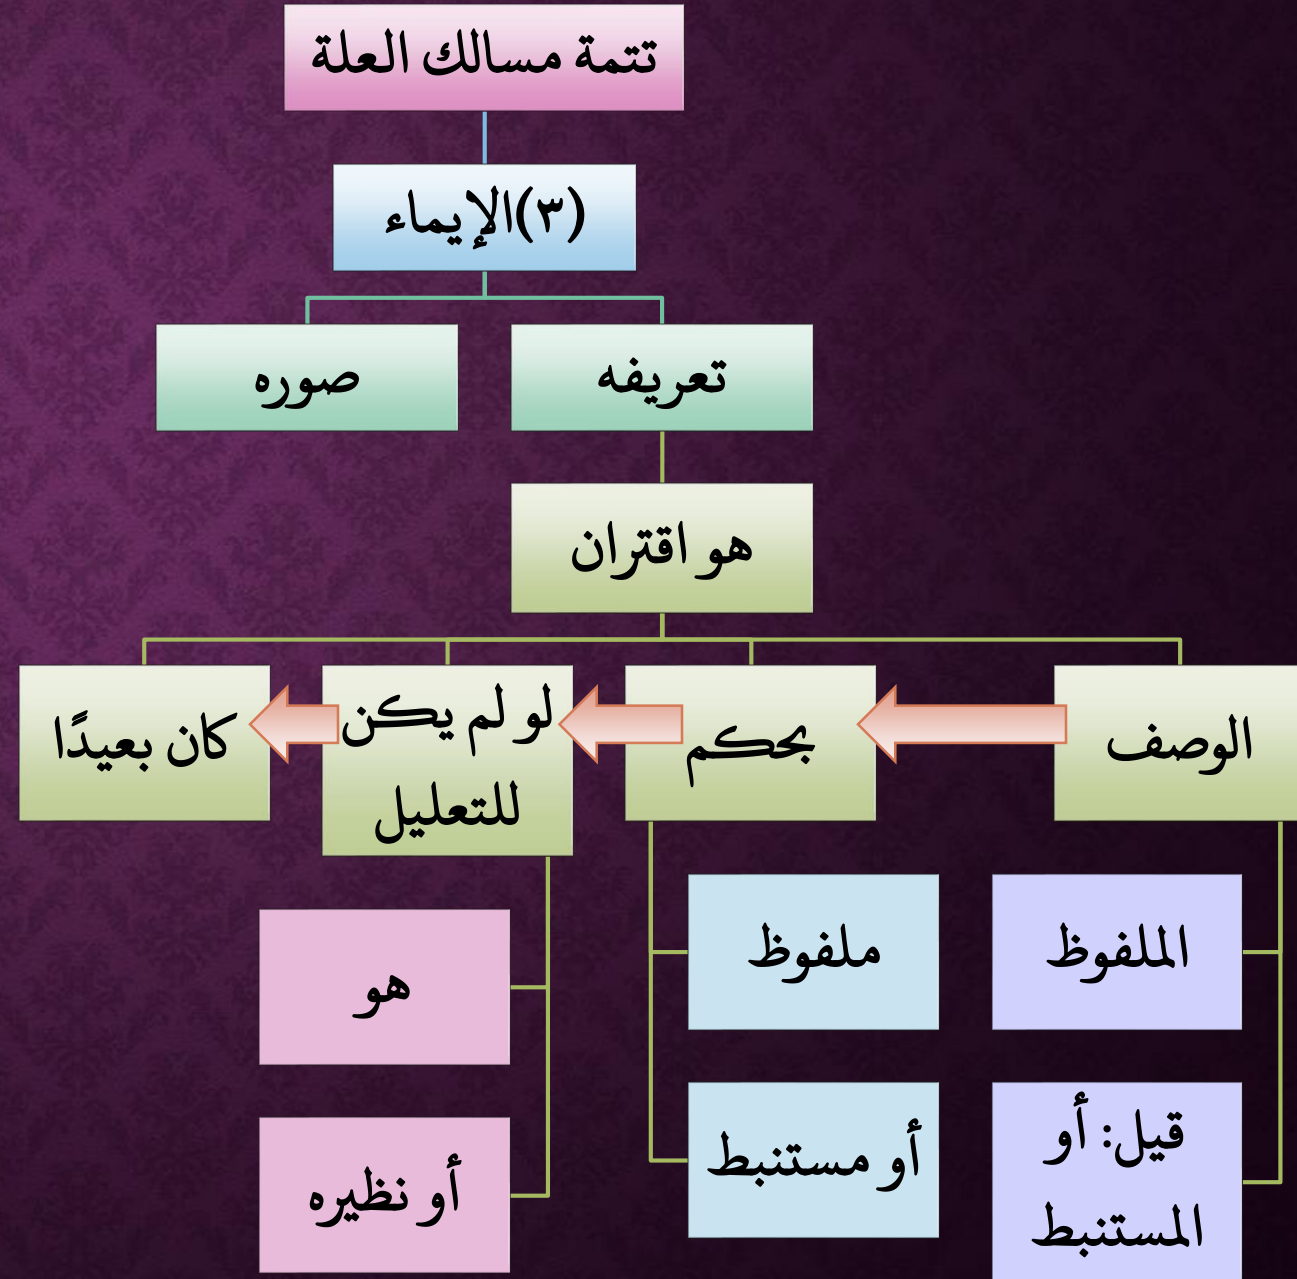 تتمة مسالك العلة
(٣)الإيماء
تعريفه
صوره
هو اقتران
الوصف
بحكم
لو لم يكن
للتعليل
كان بعيدًا
الملفوظ
قيل: أو
المستنبط
ملفوظ
أو مستنبط
هو
أو نظيره